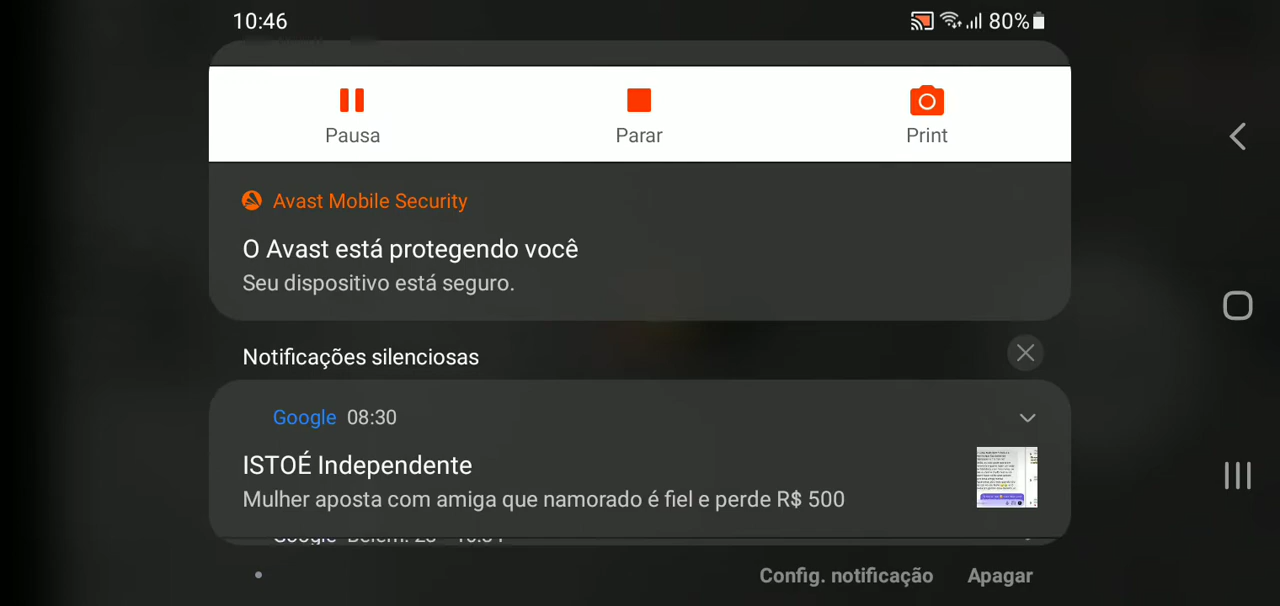 10:46
80%
Pausa
Parar
Print
Avast Mobile Security
O Avast está protegendo você
Seu dispositivo está seguro.
Notificações silenciosas
Google 08:30
ISTOÉ Independente
Mulher aposta com amiga que namorado é fiel e perde R$ 500
Google
Config. notificação
Apagar